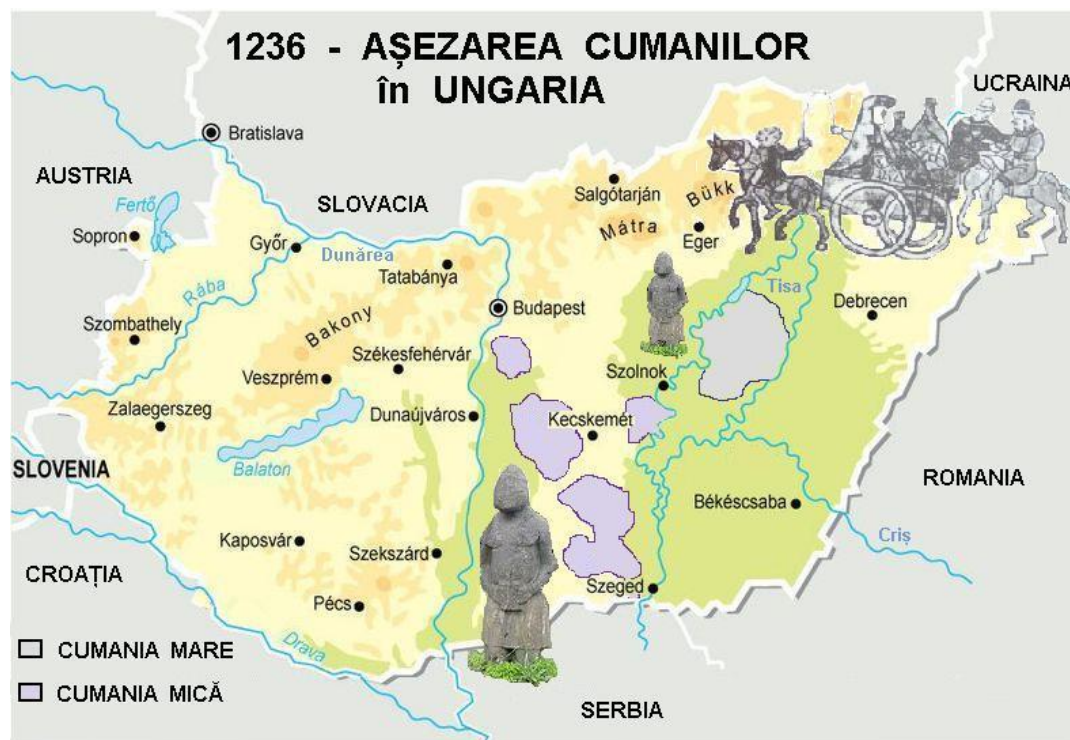 1236 - AȘEZAREA CUMANILOR
în UNGARIA
UCRAINA
Bratislava
AUSTRIA
Fertő
SLOVACIA
Salgótarján
Bükk
Mátra
Eger
Sopron
Győr
Dunărea
Tatabánya
Tisa
Rába
Budapest
Debrecen
Szombathely
Bakony
Székesfehérvár
Veszprém
Szolnok
Zalaegerszeg
Dunaújváros
Kecskemét
Balaton
SLOVENIA
ROMANIA
Békéscsaba
Kaposvár
Szekszárd
Criș
CROAȚIA
Szeged
Pécs
Drava
CUMANIA MARE
CUMANIA MICĂ
SERBIA